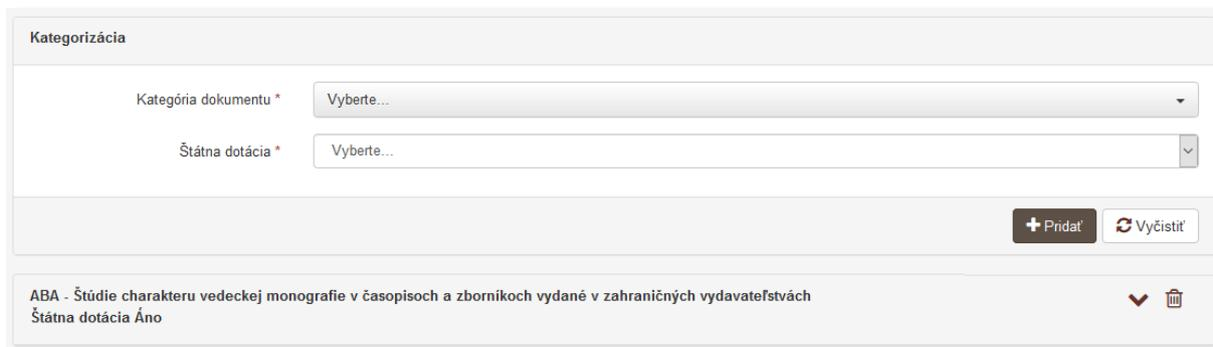 Kategorizácia
Kategória dokumentu * Vyberte...
Štátna dotácia * Vyberte...
Pridať Vyčistiť
ABA - Štúdie charakteru vedeckej monografie v časopisoch a zborníkoch vydané v zahraničných vydavateľstvách
Štátna dotácia Áno